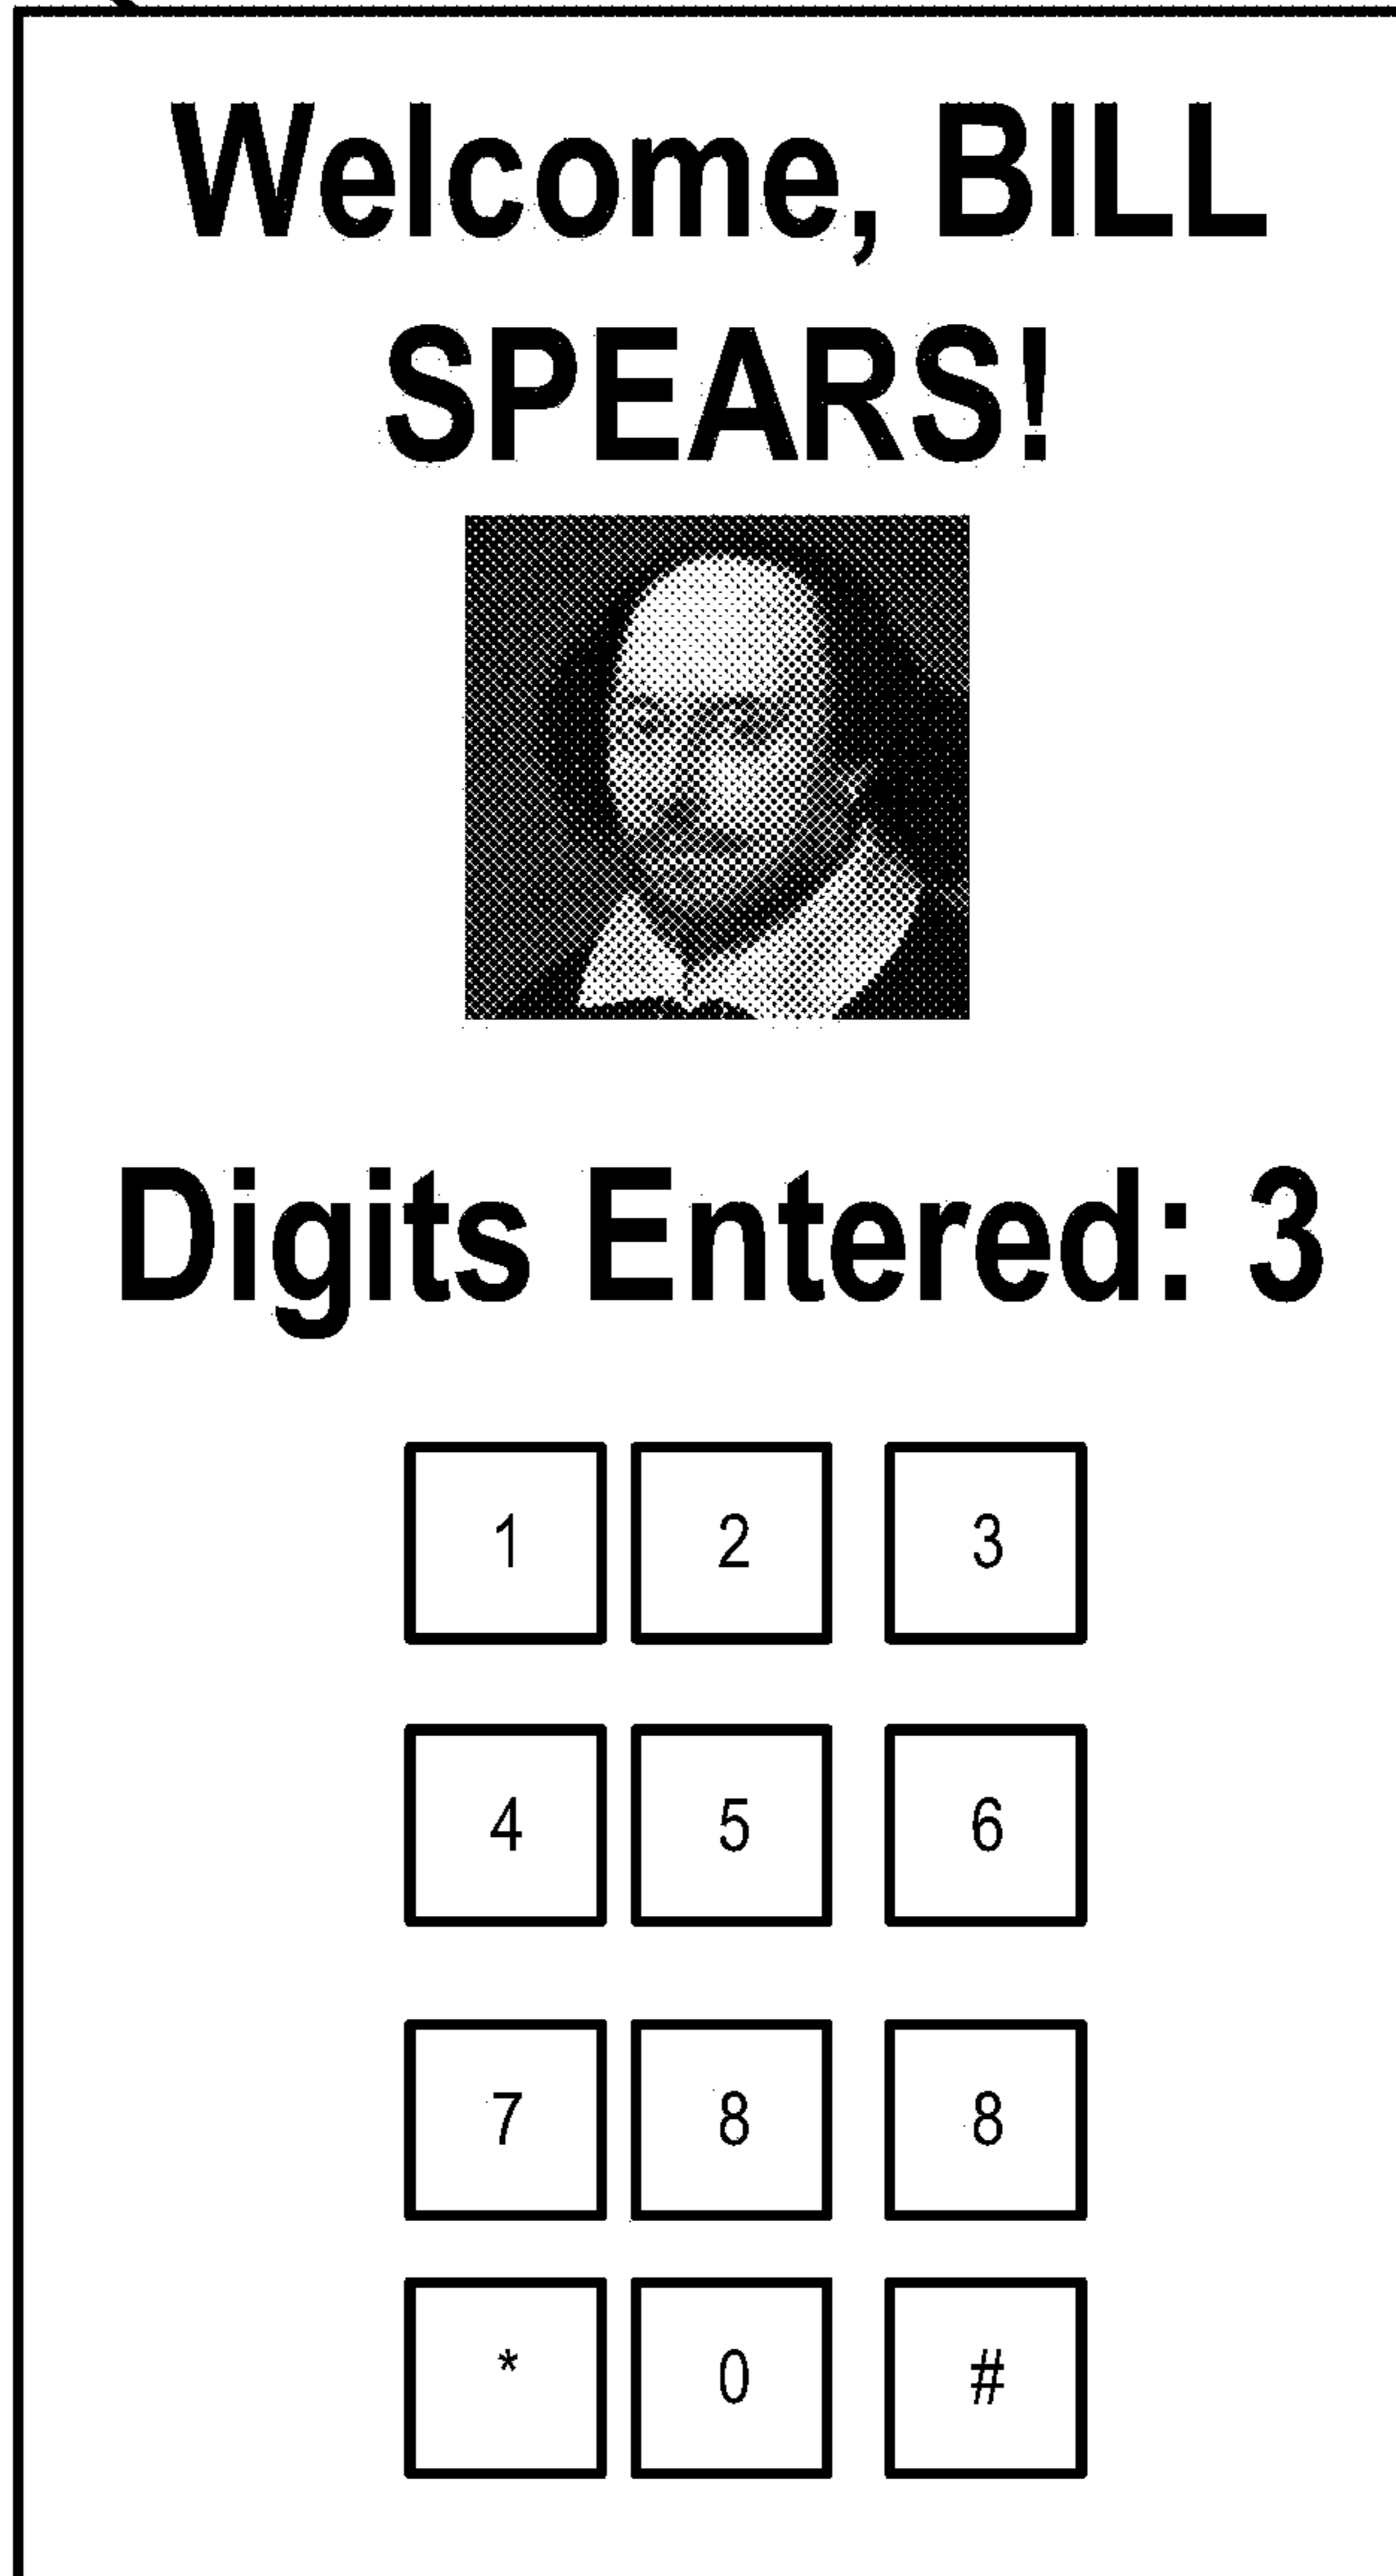 Welcome, BILL
SPEARS!
Digits Entered: 3
1 2 3
4 5 6
7 8 8
* 0 #